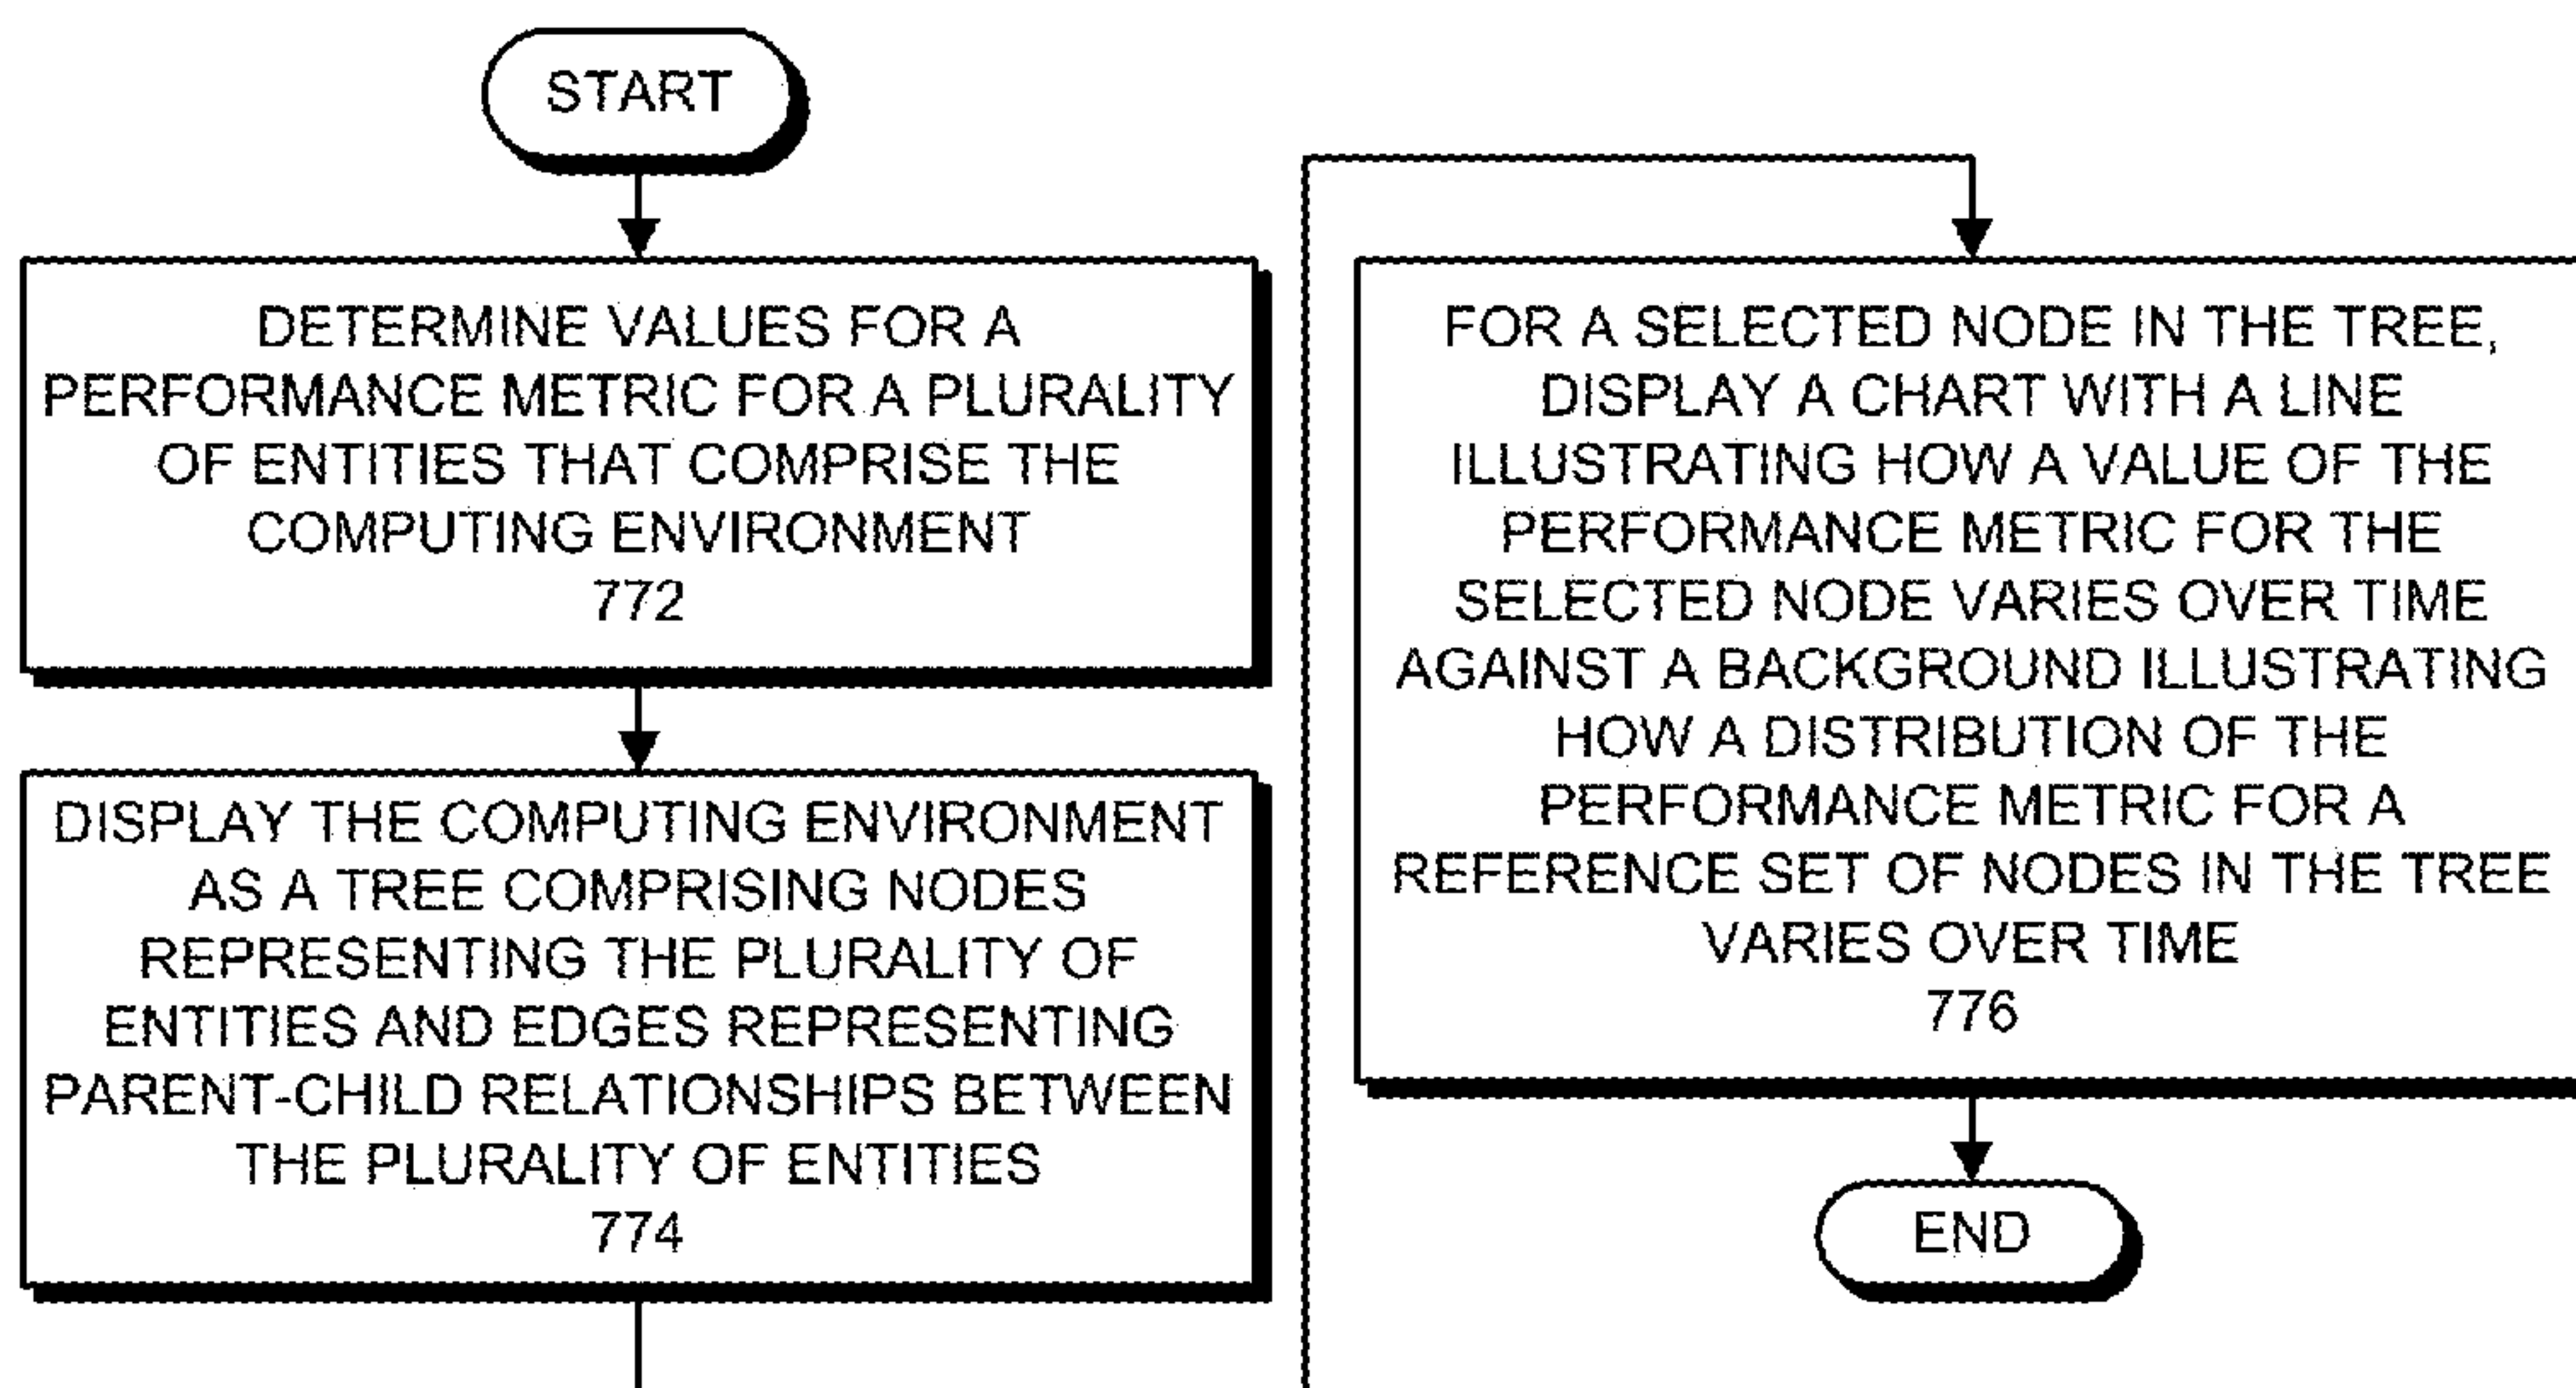 START
DETERMINE VALUES FOR A
PERFORMANCE METRIC FOR A PLURALITY
OF ENTITIES THAT COMPRISE THE
COMPUTING ENVIRONMENT
772
DISPLAY THE COMPUTING ENVIRONMENT
AS A TREE COMPRISING NODES
REPRESENTING THE PLURALITY OF
ENTITIES AND EDGES REPRESENTING
PARENT-CHILD RELATIONSHIPS BETWEEN
THE PLURALITY OF ENTITIES
774
FOR A SELECTED NODE IN THE TREE,
DISPLAY A CHART WITH A LINE
ILLUSTRATING HOW A VALUE OF THE
PERFORMANCE METRIC FOR THE
SELECTED NODE VARIES OVER TIME
AGAINST A BACKGROUND ILLUSTRATING
HOW A DISTRIBUTION OF THE
PERFORMANCE METRIC FOR A
REFERENCE SET OF NODES IN THE TREE
VARIES OVER TIME
776
END